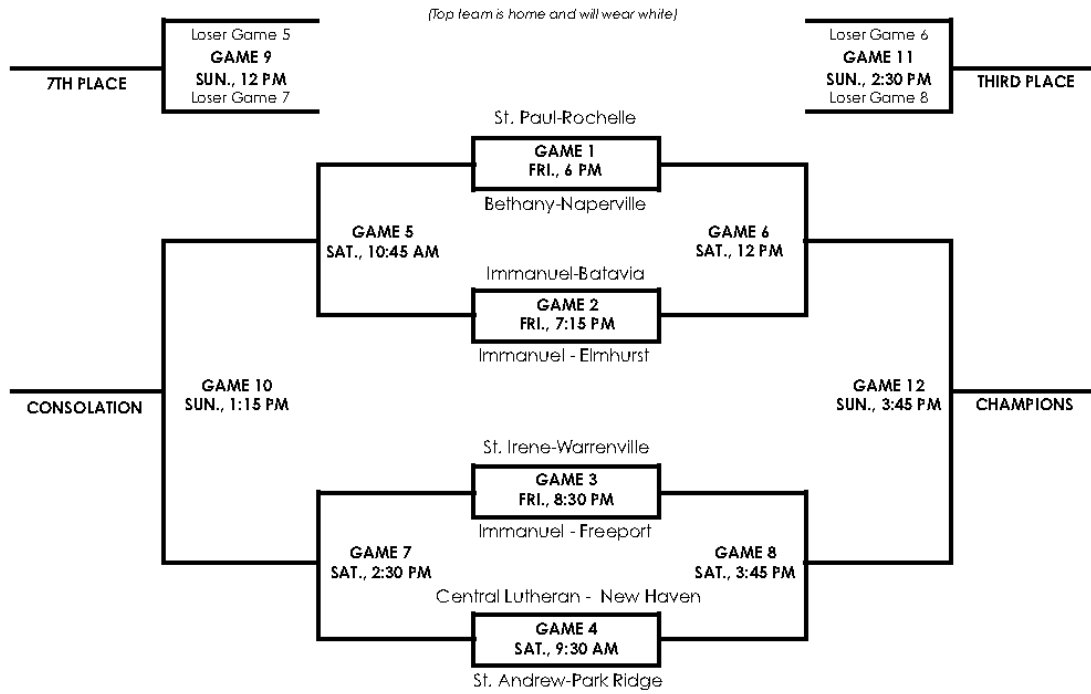 (Top team is home and will wear white)
Loser Game 5
GAME 9
SUN., 12 PM
Loser Game 7
7TH PLACE
Loser Game 6
GAME 11
SUN., 2:30 PM
Loser Game 8
THIRD PLACE
St. Paul-Rochelle
GAME 1
FRI., 6 PM
Bethany-Naperville
GAME 5
SAT., 10:45 AM
GAME 6
SAT., 12 PM
Immanuel-Batavia
GAME 2
FRI., 7:15 PM
Immanuel - Elmhurst
GAME 10
SUN., 1:15 PM
CONSOLATION
GAME 12
SUN., 3:45 PM
CHAMPIONS
St. Irene-Warrenville
GAME 3
FRI., 8:30 PM
Immanuel - Freeport
GAME 7
SAT., 2:30 PM
GAME 8
SAT., 3:45 PM
Central Lutheran - New Haven
GAME 4
SAT., 9:30 AM
St. Andrew-Park Ridge